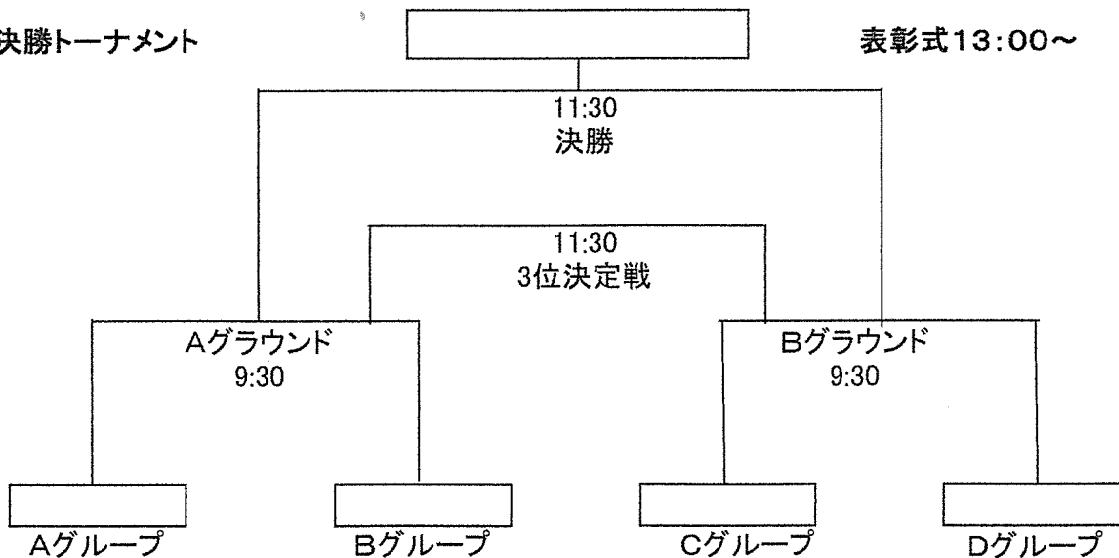 決勝トーナメント
表彰式13:00～
11:30
決勝
11:30
3位決定戦
Aグラウンド
9:30
Bグラウンド
9:30
Aグループ
Bグループ
Cグループ
Dグループ